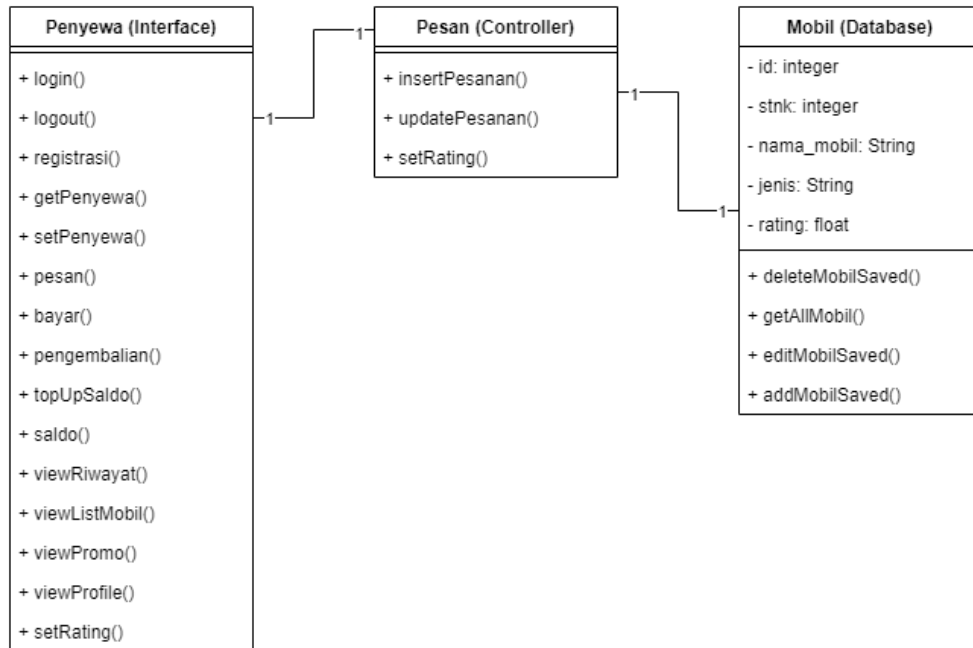 Penyewa (Interface)
+ login()
+ logout()
+ registrasi()
+ getPenyewa()
+ setPenyewa()
+ pesan()
+ bayar()
+ pengembalian()
+ topUpSaldo()
+ saldo()
+ viewRiwayat()
+ viewListMobil()
+ viewPromo()
+ viewProfile()
+ setRating()
1
1
Pesan (Controller)
+ insertPesanan()
+ updatePesanan()
+ setRating()
1
1
Mobil (Database)
- id: integer
- stnk: integer
- nama_mobil: String
- jenis: String
- rating: float
+ deleteMobilSaved()
+ getAllMobil()
+ editMobilSaved()
+ addMobilSaved()